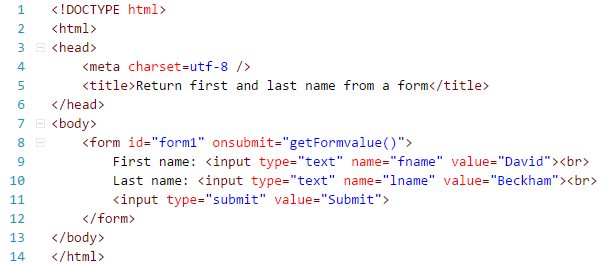 1 <!DOCTYPE html>
2 <html>
3 <head>
4 <meta charset=utf-8 />
5 <title>Return first and last name from a form</title>
6 </head>
7 <body>
8 <form id="form1" onsubmit="getFormvalue()">
9 First name: <input type="text" name="fname" value="David"><br>
10 Last name: <input type="text" name="lname" value="Beckham"><br>
11 <input type="submit" value="Submit">
12 </form>
13 </body>
14 </html>